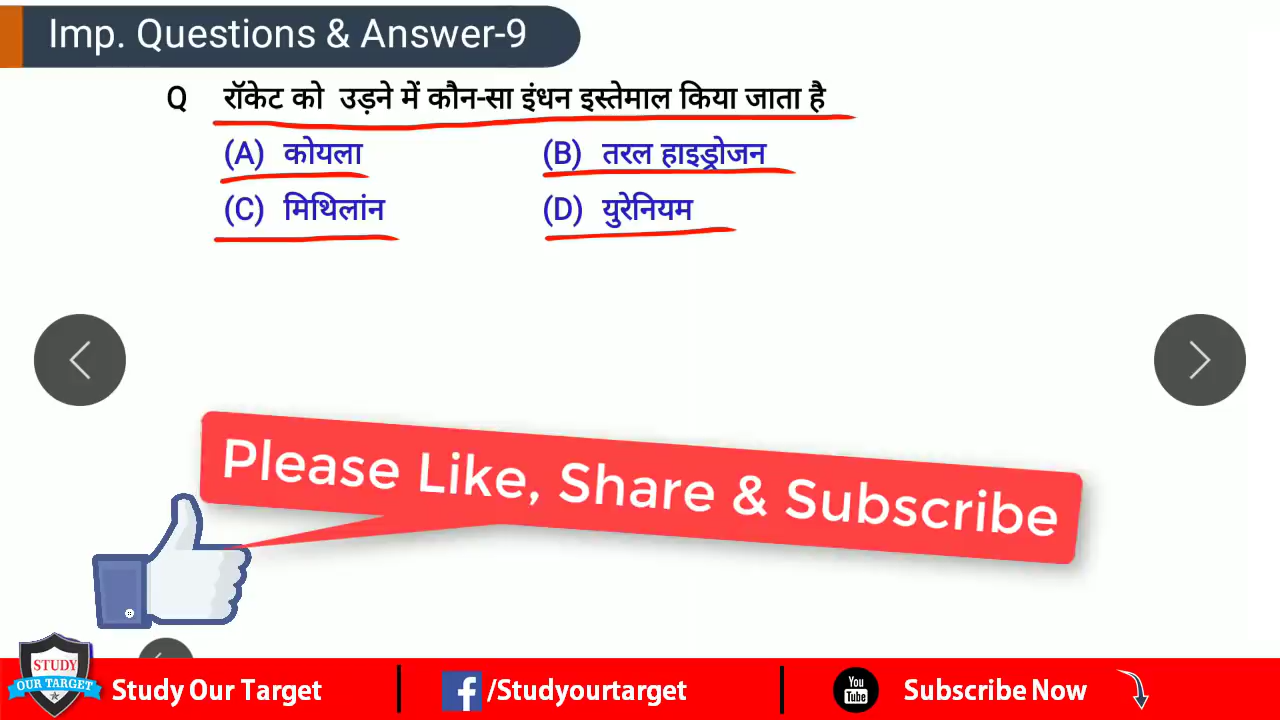 Imp. Questions & Answer-9
Q रॉकेट को उड़ने में कौन-सा इंधन इस्तेमाल किया जाता है
(A) कोयला (B) तरल हाइड्रोजन
(C) मिथिलांन (D) युरेनियम
Please Like, Share & Subscribe
STUDY
OUR TARGET
Study Our Target
/Studyourtarget
You
Tube
Subscribe Now